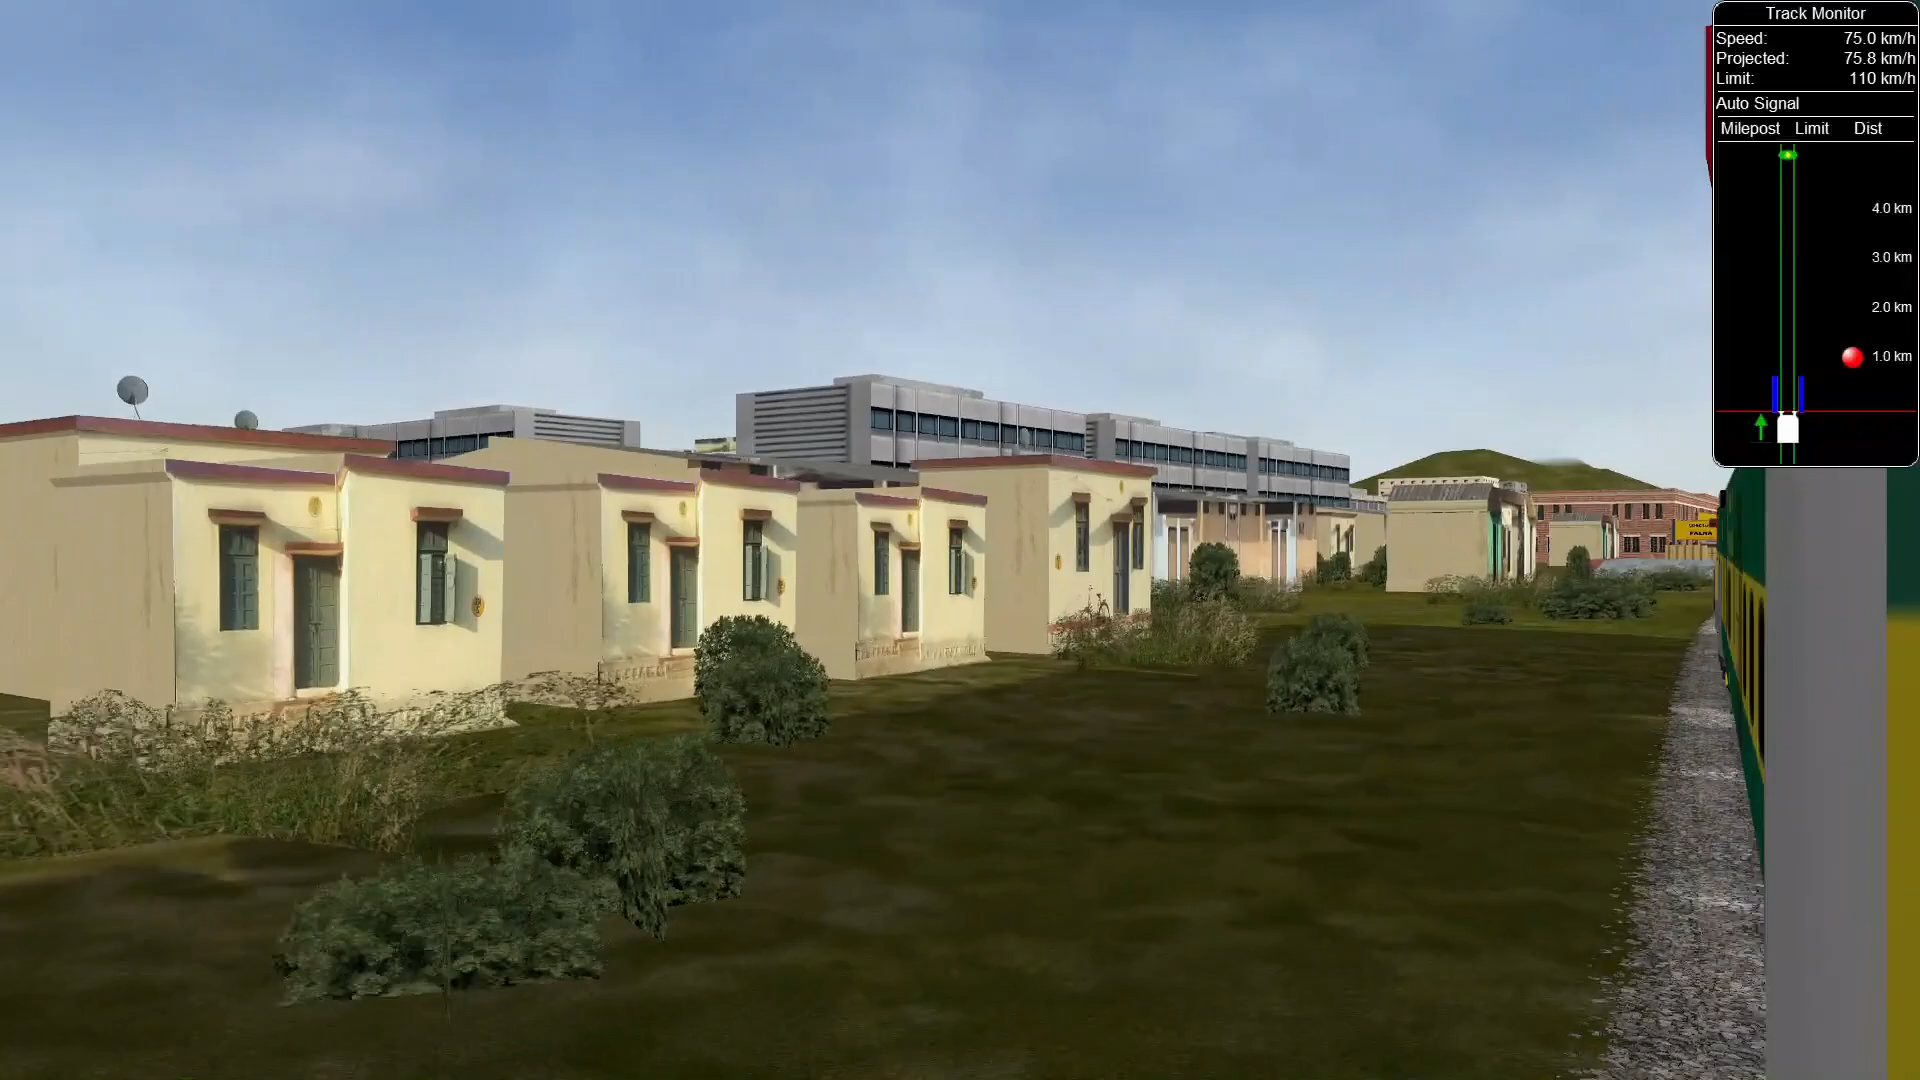 Track Monitor
Speed: 75.0 km/h
Projected: 75.8 km/h
Limit: 110 km/h
Auto Signal
Milepost Limit Dist
4.0 km
3.0 km
2.0 km
1.0 km
FALNA